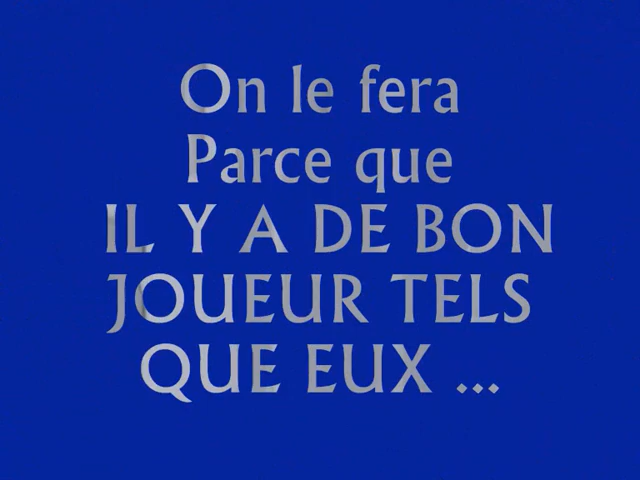 On le fera
Parce que
IL Y A DE BON
JOUEUR TELS
QUE EUX ...